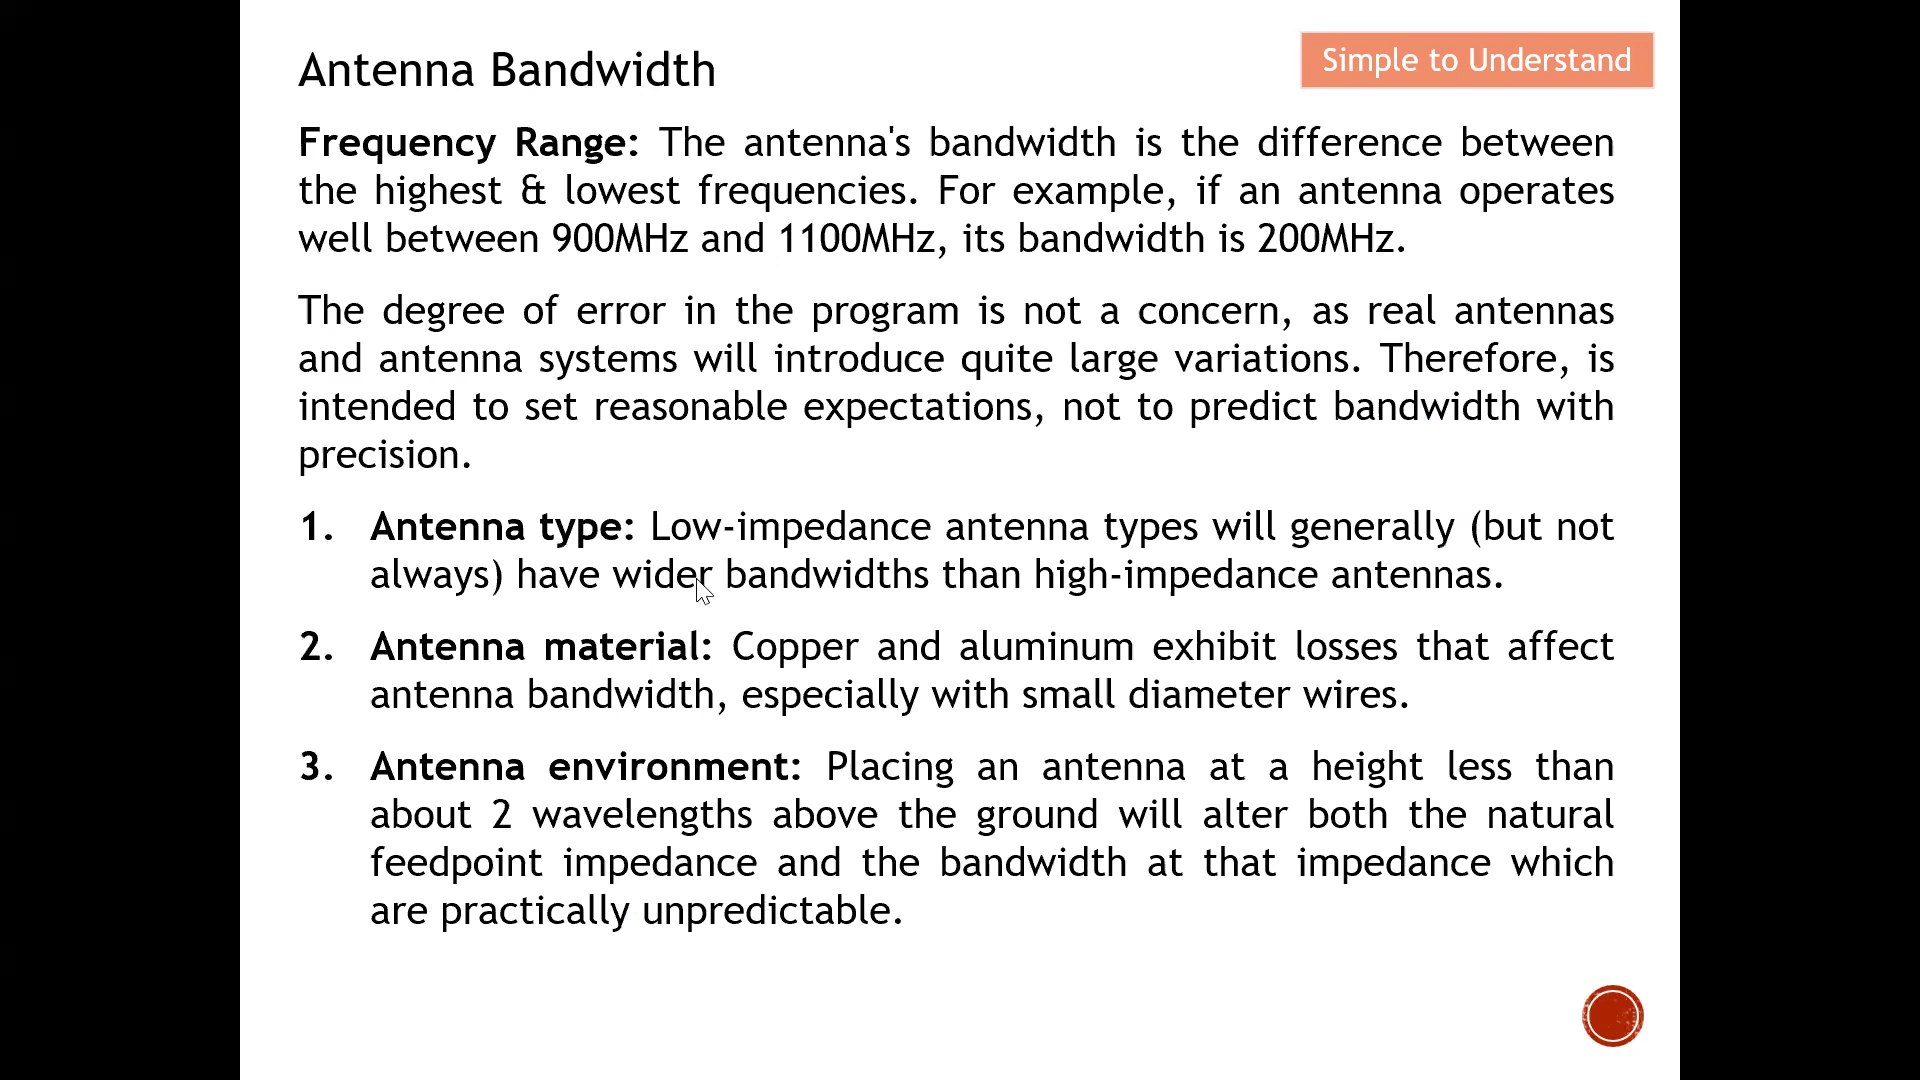 Antenna Bandwidth
Simple to Understand
Frequency Range: The antenna's bandwidth is the difference between
the highest & lowest frequencies. For example, if an antenna operates
well between 900MHz and 1100MHz, its bandwidth is 200MHz.
The degree of error in the program is not a concern, as real antennas
and antenna systems will introduce quite large variations. Therefore, is
intended to set reasonable expectations, not to predict bandwidth with
precision.
1. Antenna type: Low-impedance antenna types will generally (but not
always) have wider bandwidths than high-impedance antennas.
2. Antenna material: Copper and aluminum exhibit losses that affect
antenna bandwidth, especially with small diameter wires.
3. Antenna environment: Placing an antenna at a height less than
about 2 wavelengths above the ground will alter both the natural
feedpoint impedance and the bandwidth at that impedance which
are practically unpredictable.